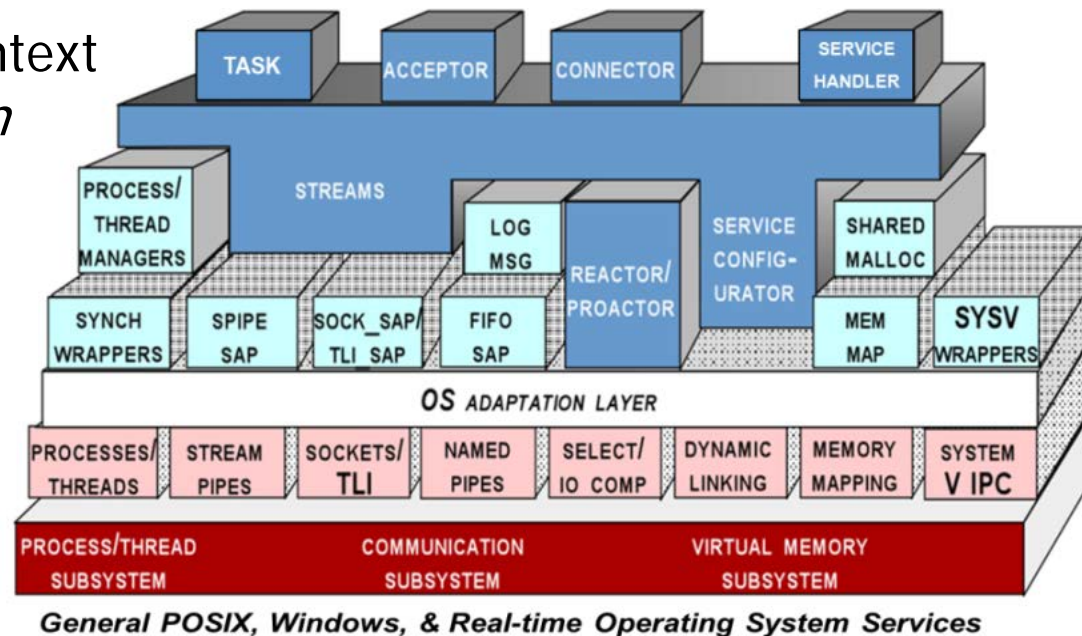 ntext
n
TASK
ACCEPTOR
CONNECTOR
SERVICE
HANDLER
STREAMS
PROCESS/
THREAD
MANAGERS
LOG
MSG
REACTOR/
PROACTOR
SERVICE
CONFIG-
URATOR
SHARED
MALLOC
SYNCH
WRAPPERS
SPIPE
SAP
SOCK_SAP/
TLI_SAP
FIFO
SAP
MEM
MAP
SYSV
WRAPPERS
OS ADAPTATION LAYER
PROCESSES/
THREADS
STREAM
PIPES
SOCKETS/
TLI
NAMED
PIPES
SELECT/
IO COMP
DYNAMIC
LINKING
MEMORY
MAPPING
SYSTEM
V IPC
PROCESS/THREAD
SUBSYSTEM
COMMUNICATION
SUBSYSTEM
VIRTUAL MEMORY
SUBSYSTEM
General POSIX, Windows, & Real-time Operating System Services